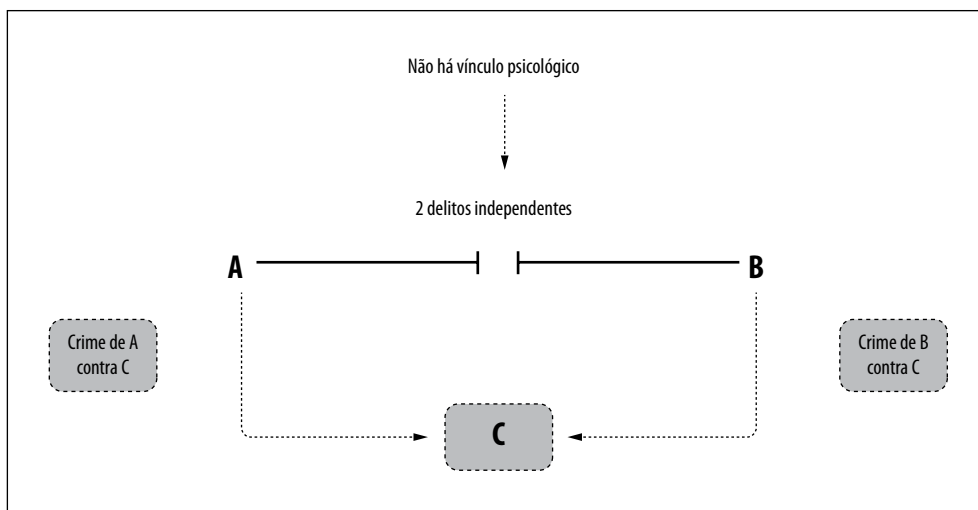 Não há vínculo psicológico
2 delitos independentes
A
B
Crime de A
contra C
Crime de B
contra C
C